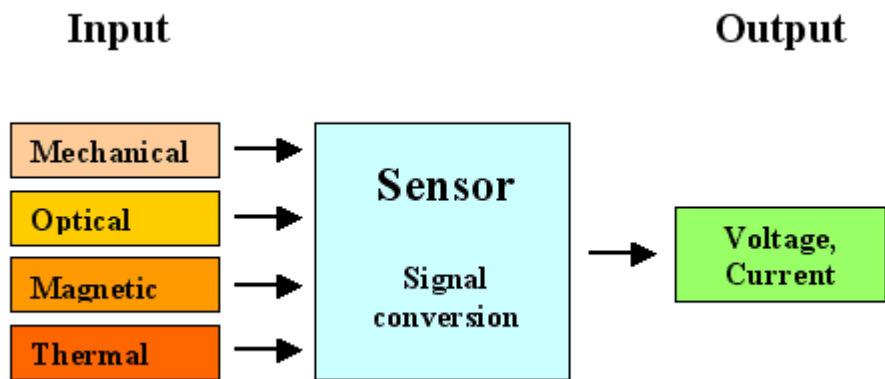 Input
Output
Mechanical
Optical
Magnetic
Thermal
Sensor
Signal
conversion
Voltage,
Current